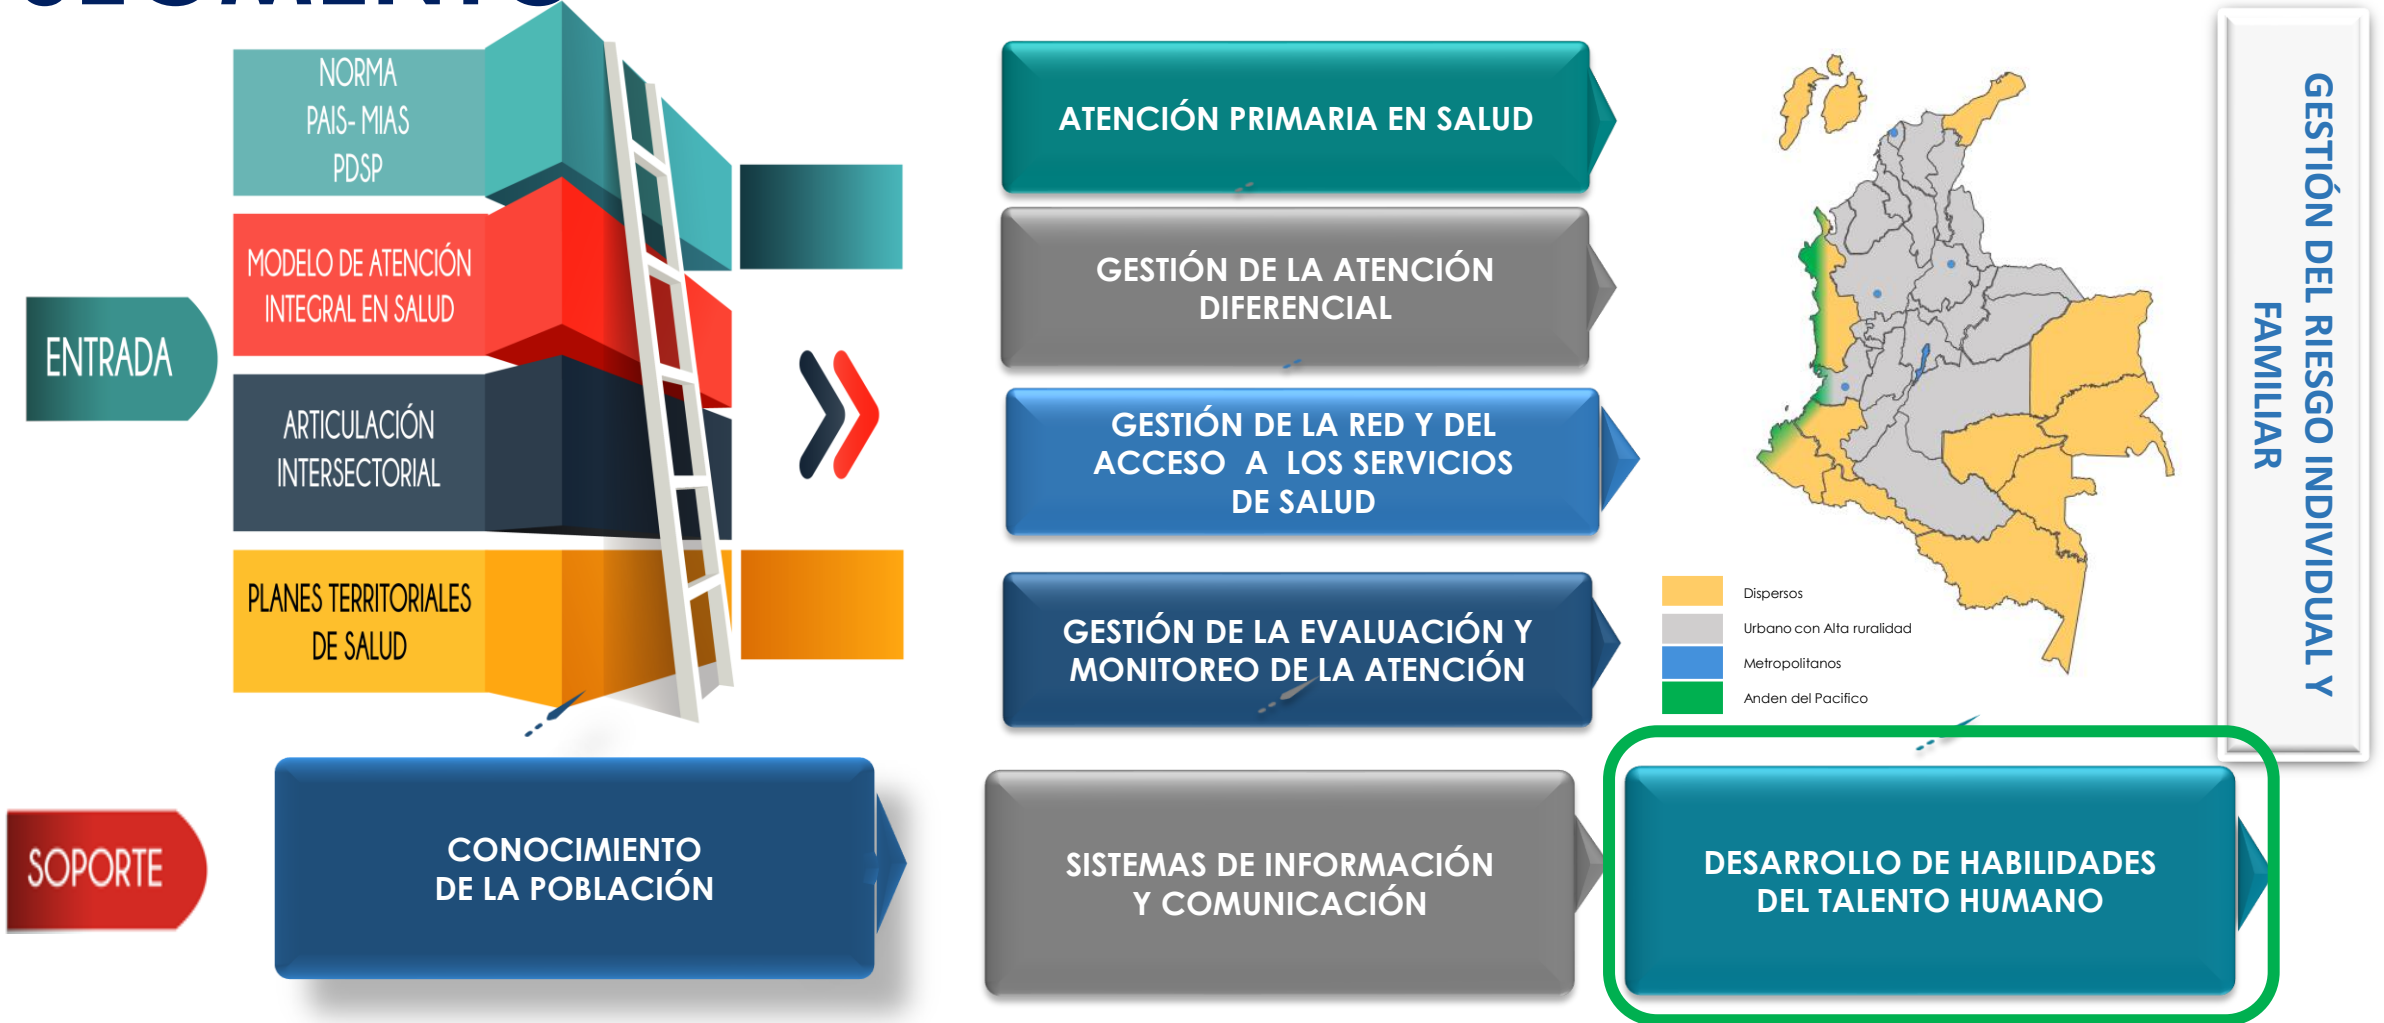 ENTRADA
NORMA
PAIS- MIAS
PDSP
MODELO DE ATENCIÓN
INTEGRAL EN SALUD
ARTICULACIÓN
INTERSECTORIAL
PLANES TERRITORIALES
DE SALUD
ATENCIÓN PRIMARIA EN SALUD
GESTIÓN DE LA ATENCIÓN
DIFERENCIAL
GESTIÓN DE LA RED Y DEL
ACCESO A LOS SERVICIOS
DE SALUD
GESTIÓN DE LA EVALUACIÓN Y
MONITOREO DE LA ATENCIÓN
Dispersos
Urbano con Alta ruralidad
Metropolitanos
Anden del Pacifico
GESTIÓN DEL RIESGO INDIVIDUAL Y
FAMILIAR
SOPORTE
CONOCIMIENTO
DE LA POBLACIÓN
SISTEMAS DE INFORMACIÓN
Y COMUNICACIÓN
DESARROLLO DE HABILIDADES
DEL TALENTO HUMANO